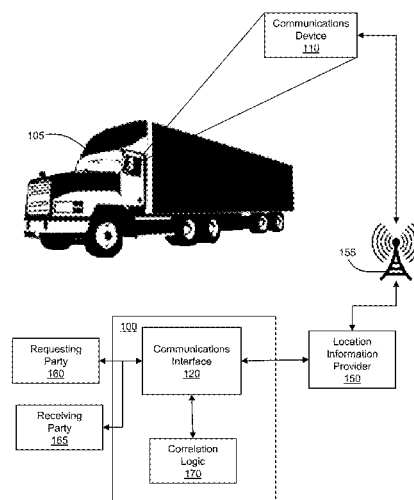 Communications
Device
110
105
155
100
Requesting
Party
160
Communications
Interface
120
Location
Information
Provider
150
Receiving
Party
165
Correlation
Logic
170